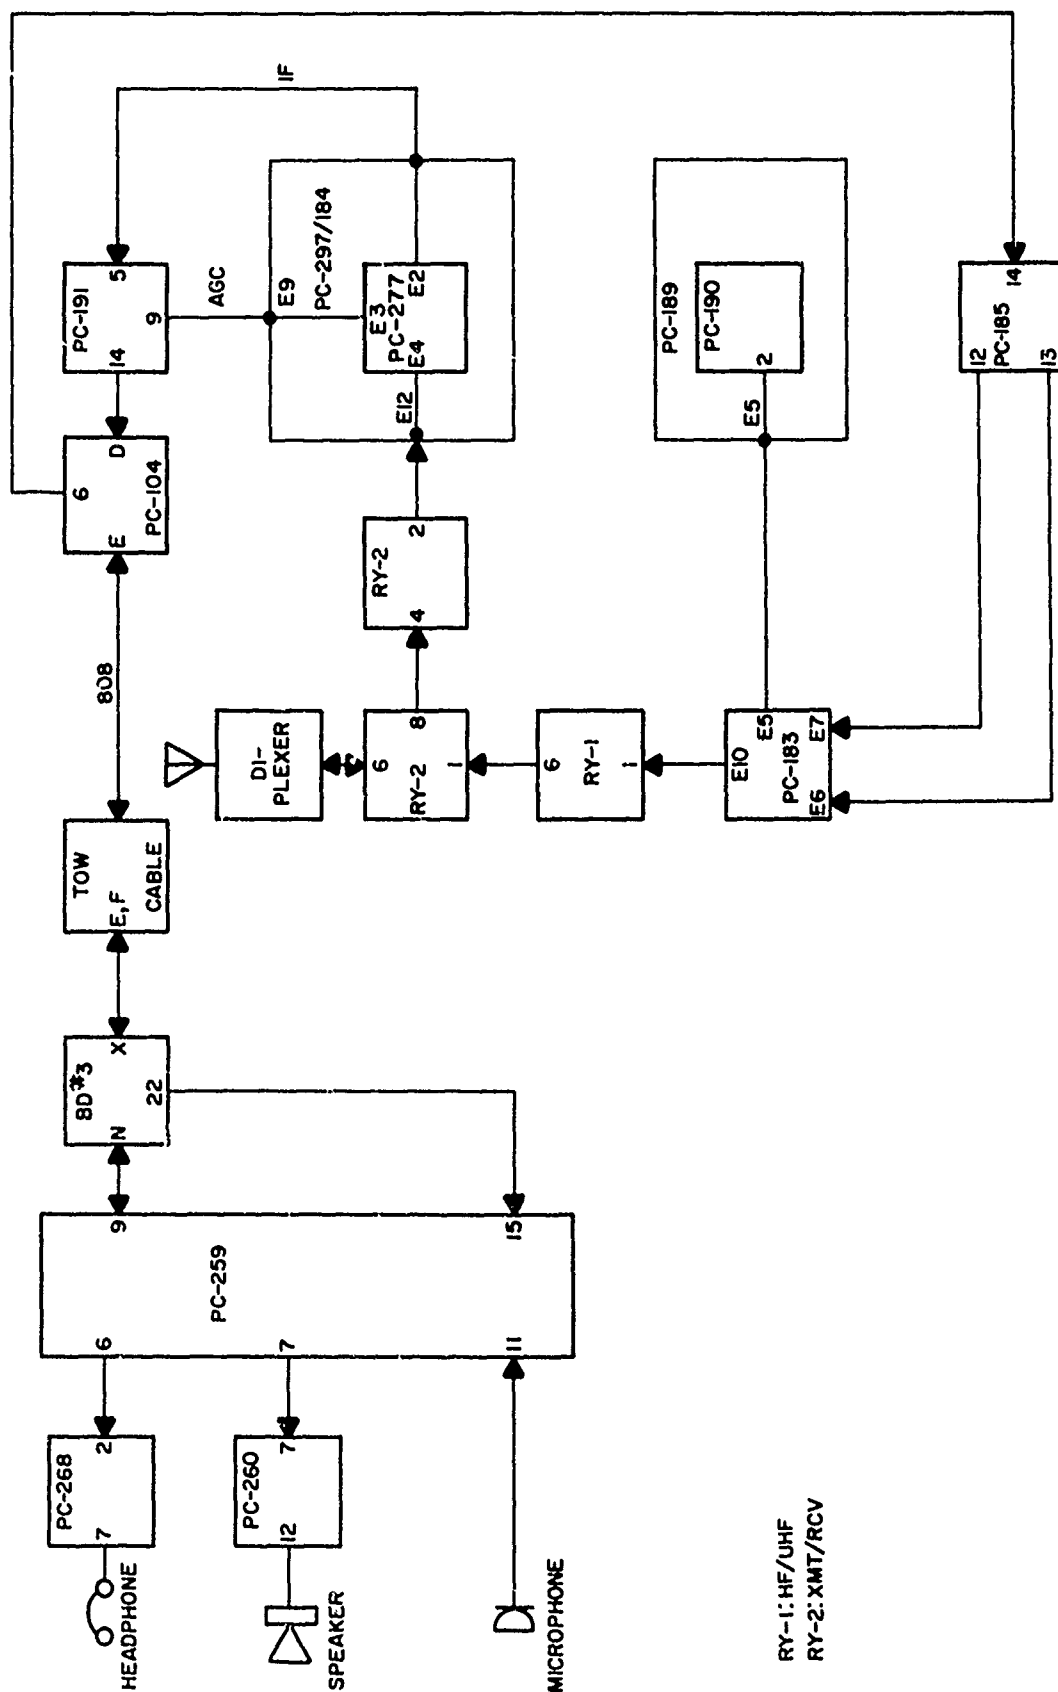 HEADPHONE
7
PC-268
2
SPEAKER
12
PC-260
7
MICROPHONE
6
7
11
PC-259
9
15
N
8D#3
X
22
TOW
E,F
CABLE
808
E
6
PC-104
D
14
PC-191
5
9
AGC
IF
DI-
PLEXER
6
RY-2
8
1
4
RY-2
2
E12
E9
PC-297/184
E3
PC-277
E4
E2
6
RY-1
1
E10
E5
PC-183
E6
E7
E5
PC-189
PC-190
2
12
PC-185
13
14
RY-1: HF/UHF
RY-2: XMT/RCV